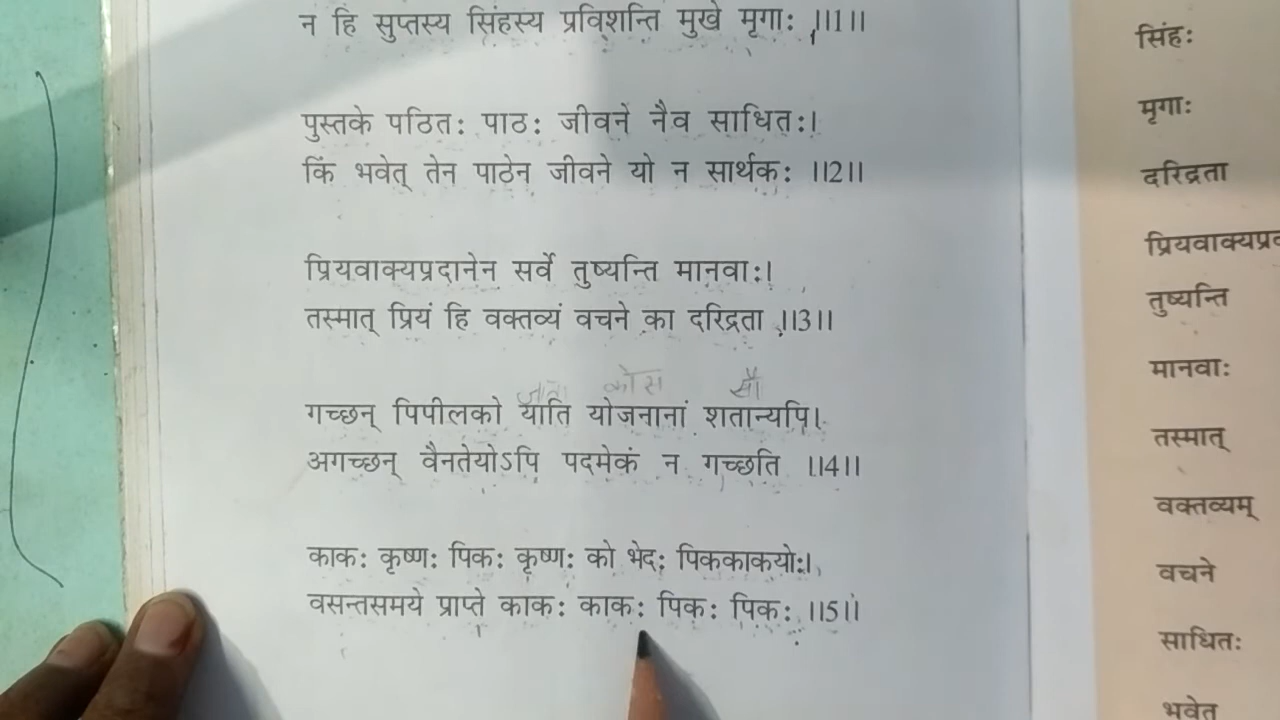 न हि सुप्तस्य सिंहस्य प्रविशन्ति मुखे मृगाः ।।1।।
पुस्तके पठितः पाठः जीवने नैव साधितः।
किं भवेत् तेन पाठेन जीवने यो न सार्थकः ।।2।।
प्रियवाक्यप्रदानेन सर्वे तुष्यन्ति मानवाः।
तस्मात् प्रियं हि वक्तव्यं वचने का दरिद्रता ।।3।।
जाता कोस सौ
गच्छन् पिपीलको याति योजनानां शतान्यपि।
अगच्छन् वैनतेयोऽपि पदमेकं न गच्छति ।।4।।
काकः कृष्णः पिकः कृष्णः को भेदः पिककाकयोः।
वसन्तसमये प्राप्ते काकः काकः पिकः पिकः ।।5।।
सिंहः
मृगाः
दरिद्रता
तुष्यन्ति
मानवाः
तस्मात्
वक्तव्यम्
वचने
साधितः
भवेत्